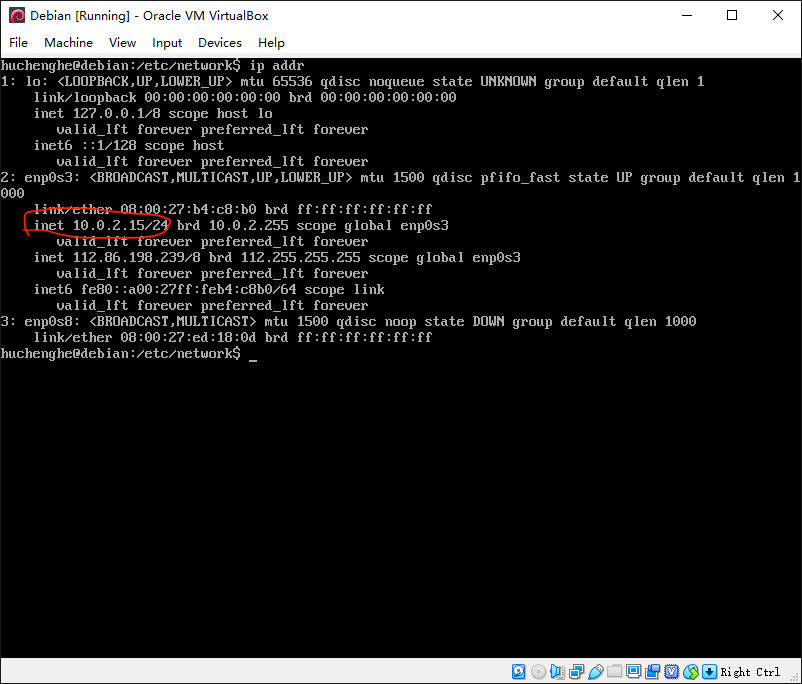 Debian [Running] - Oracle VM VirtualBox
File Machine View Input Devices Help
huchenghe@debian:/etc/network$ ip addr
1: lo: <LOOPBACK,UP,LOWER_UP> mtu 65536 qdisc noqueue state UNKNOWN group default qlen 1
link/loopback 00:00:00:00:00:00 brd 00:00:00:00:00:00
inet 127.0.0.1/8 scope host lo
valid_lft forever preferred_lft forever
inet6 ::1/128 scope host
valid_lft forever preferred_lft forever
2: enp0s3: <BROADCAST,MULTICAST,UP,LOWER_UP> mtu 1500 qdisc pfifo_fast state UP group default qlen 1
000
link/ether 08:00:27:b4:c8:b0 brd ff:ff:ff:ff:ff:ff
inet 10.0.2.15/24 brd 10.0.2.255 scope global enp0s3
valid_lft forever preferred_lft forever
inet 112.86.198.239/8 brd 112.255.255.255 scope global enp0s3
valid_lft forever preferred_lft forever
inet6 fe80::a00:27ff:feb4:c8b0/64 scope link
valid_lft forever preferred_lft forever
3: enp0s8: <BROADCAST,MULTICAST> mtu 1500 qdisc noop state DOWN group default qlen 1000
link/ether 08:00:27:ed:18:0d brd ff:ff:ff:ff:ff:ff
huchenghe@debian:/etc/network$ _
Right Ctrl